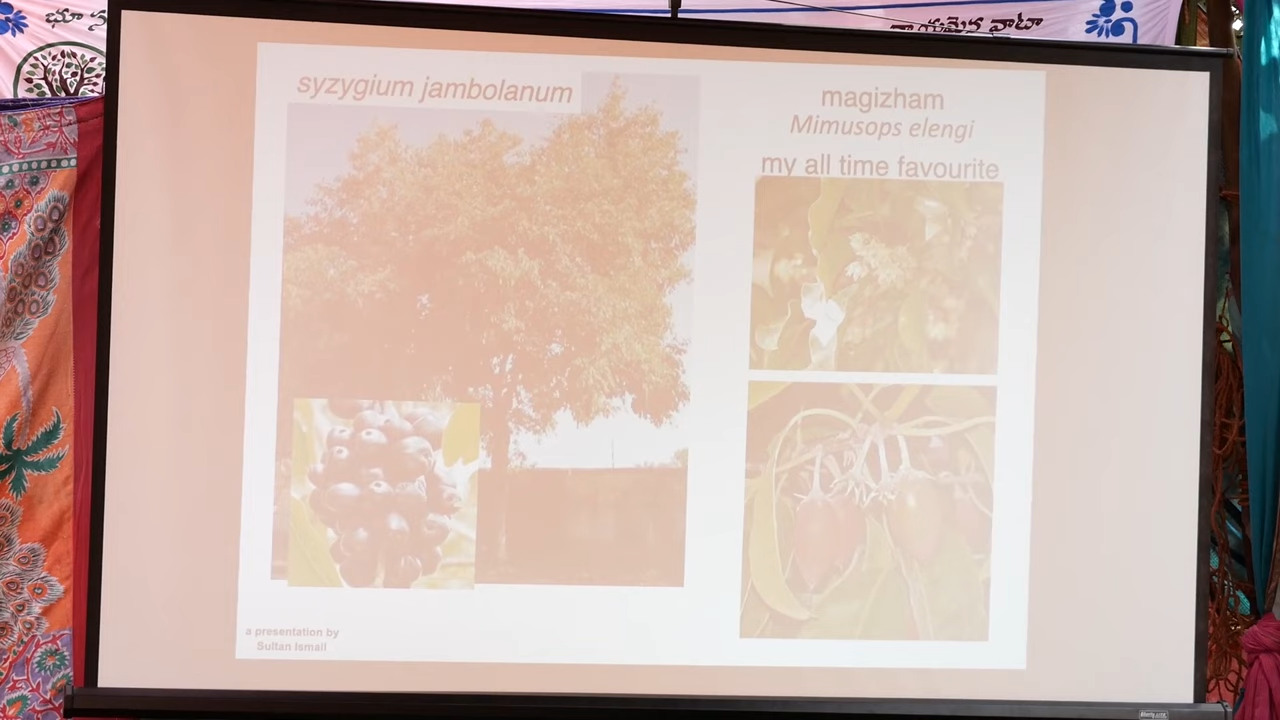 భూ
వాటా
syzygium jambolanum
magizham
Mimusops elengi
my all time favourite
a presentation by
Sultan Ismail